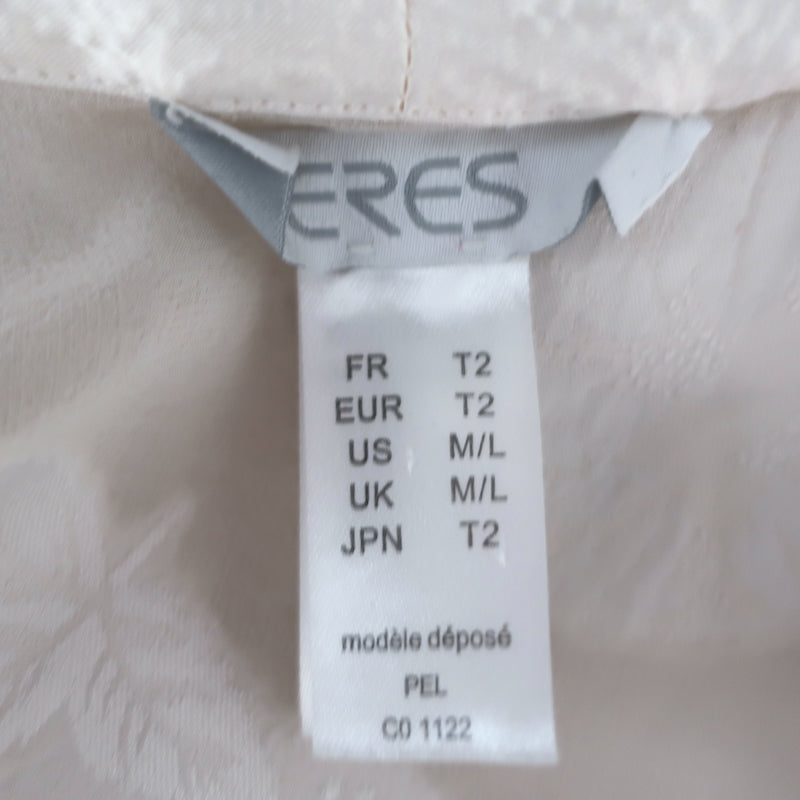 ERES
FR T2
EUR T2
US M/L
UK M/L
JPN T2
modèle déposé
PEL
C0 1122